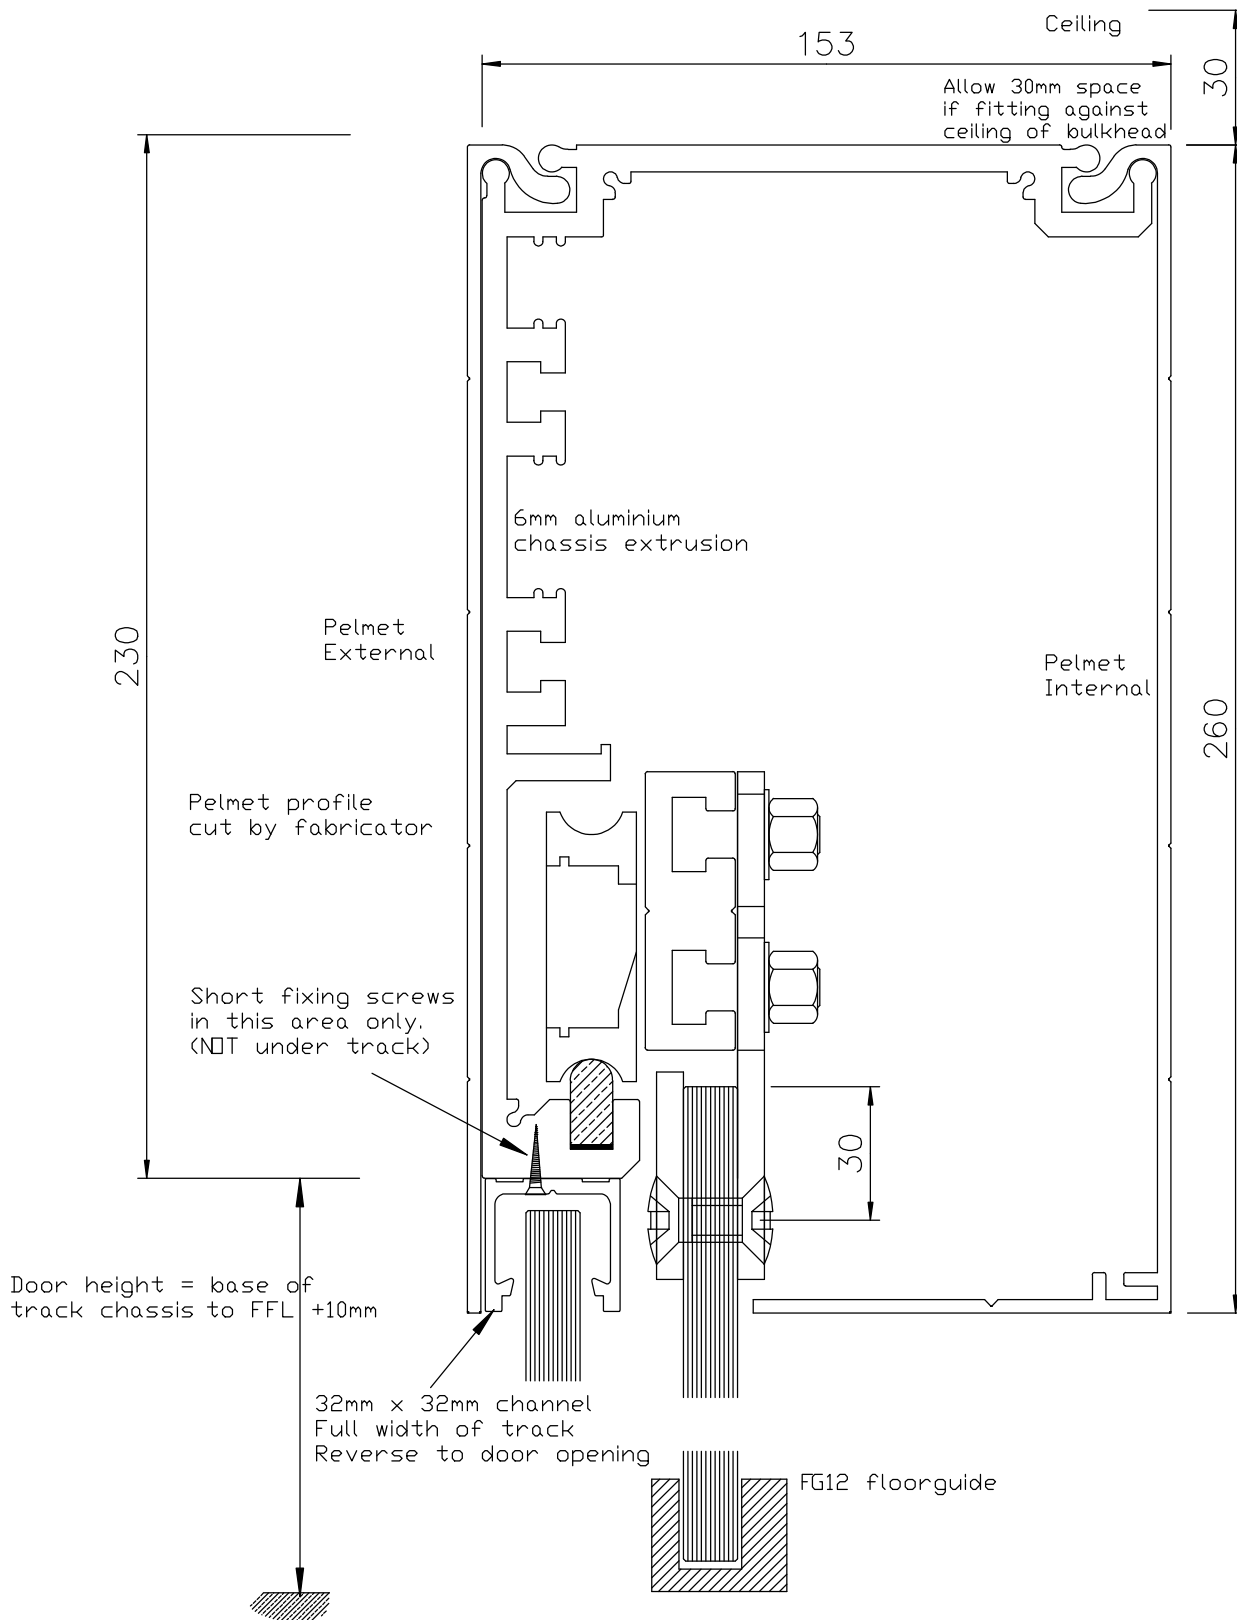 Ceiling
153
30
Allow 30mm space
if fitting against
ceiling of bulkhead
6mm aluminium
chassis extrusion
Pelmet
External
230
Pelmet
Internal
260
Pelmet profile
cut by fabricator
Short fixing screws
in this area only.
(NOT under track)
30
Door height = base of
track chassis to FFL +10mm
32mm x 32mm channel
Full width of track
Reverse to door opening
FG12 floorguide